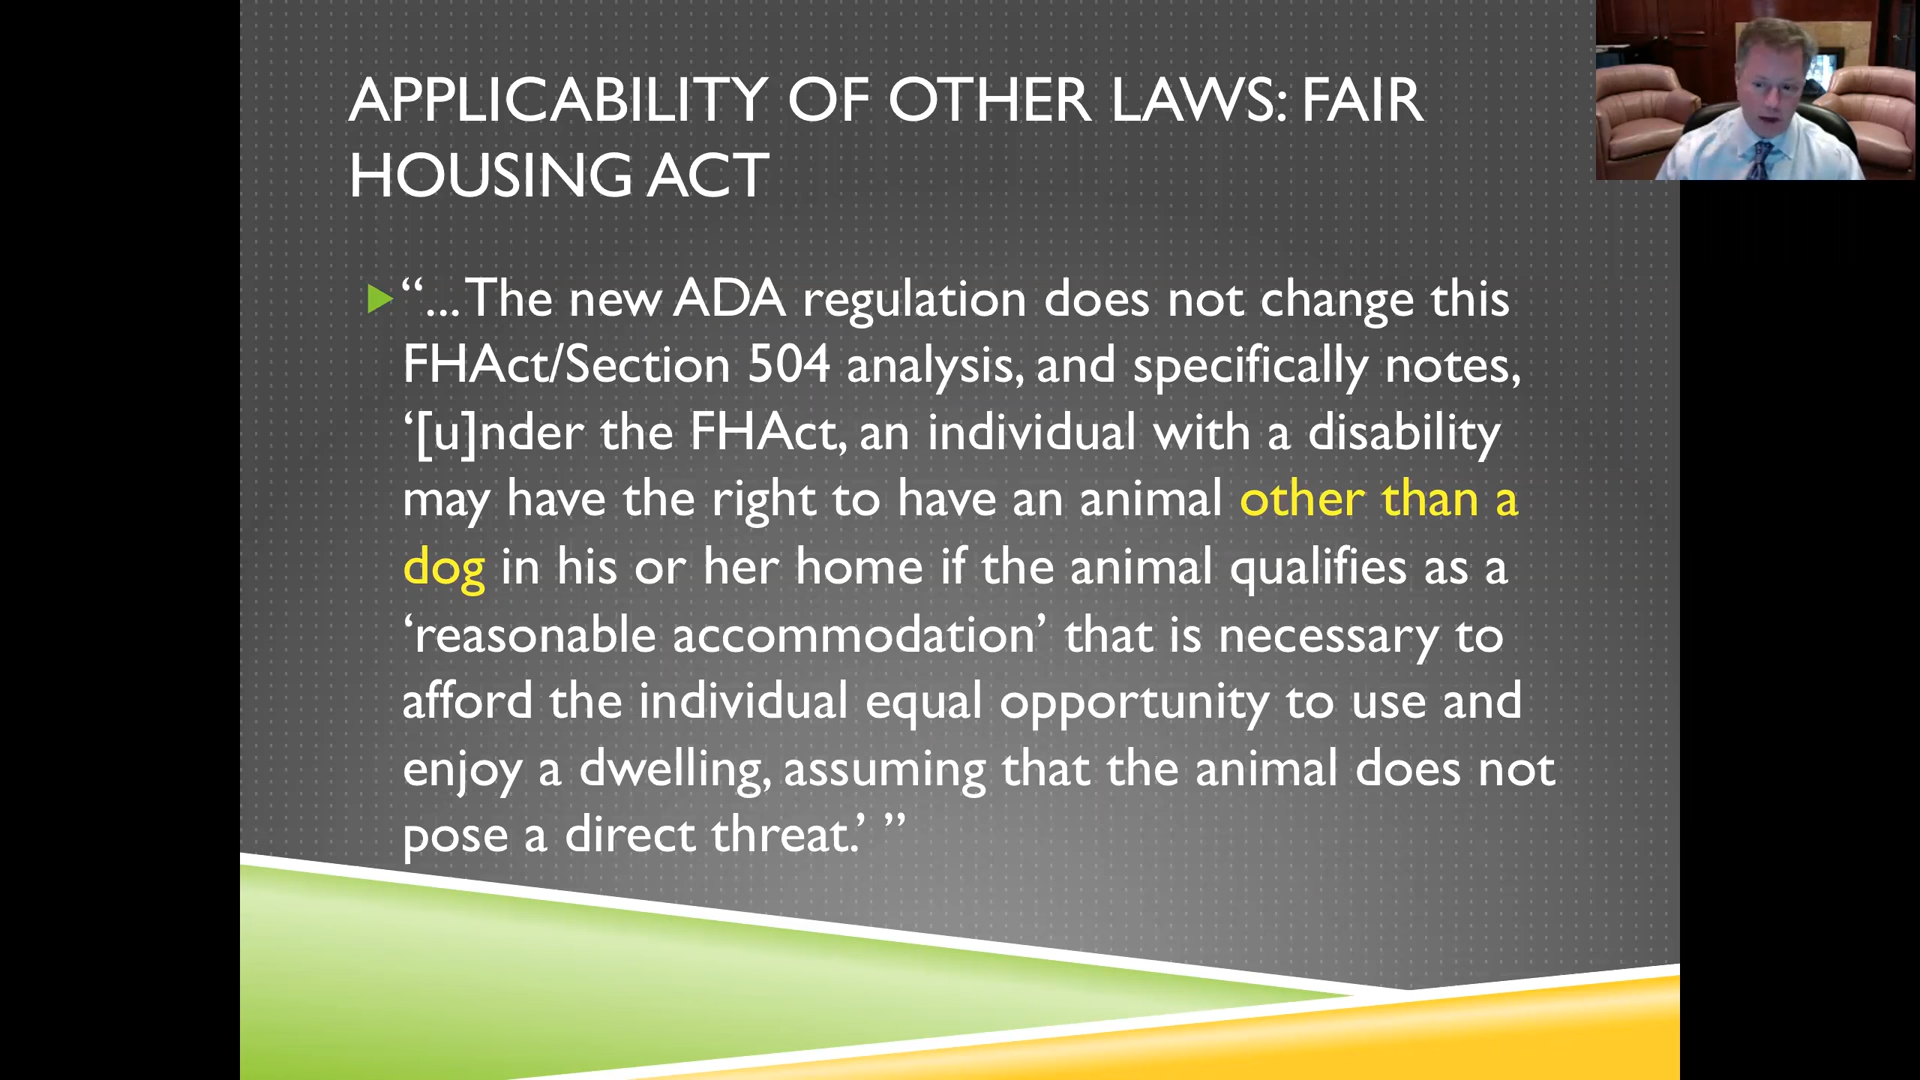 APPLICABILITY OF OTHER LAWS: FAIR
HOUSING ACT
“...The new ADA regulation does not change this
FHAct/Section 504 analysis, and specifically notes,
‘[u]nder the FHAct, an individual with a disability
may have the right to have an animal other than a
dog in his or her home if the animal qualifies as a
‘reasonable accommodation’ that is necessary to
afford the individual equal opportunity to use and
enjoy a dwelling, assuming that the animal does not
pose a direct threat.’ ”